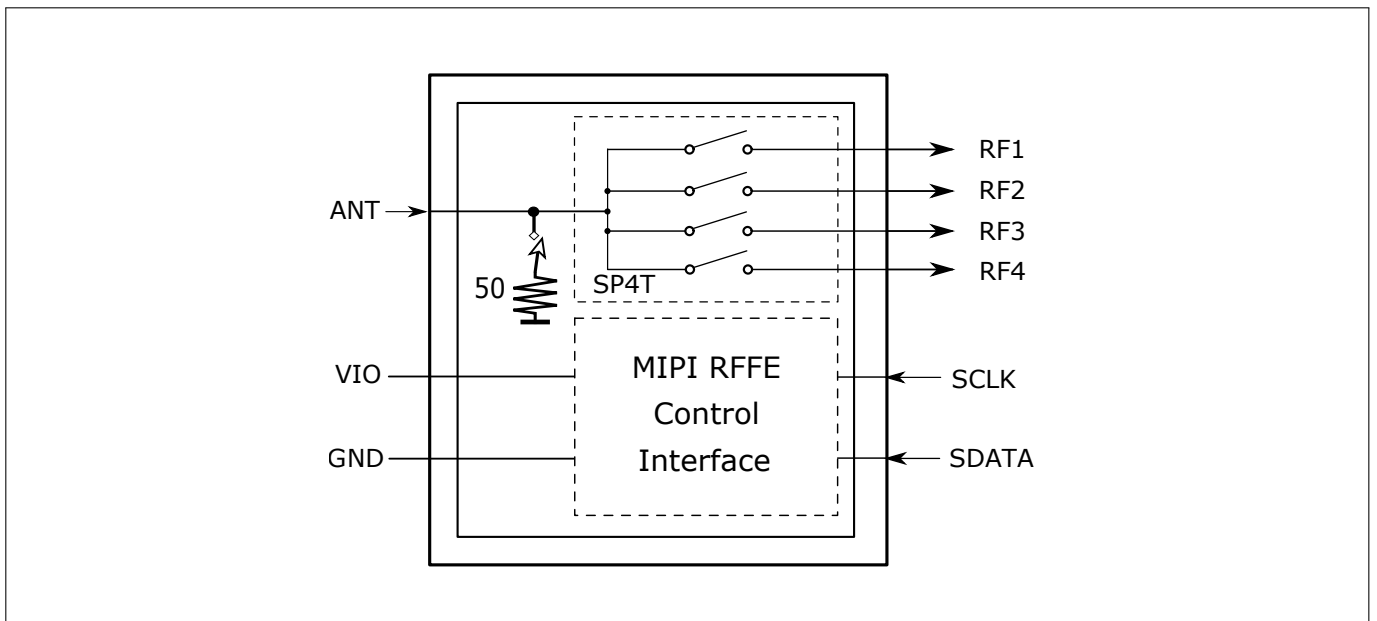 RF1
RF2
ANT
RF3
RF4
50
SP4T
VIO
MIPI RFFE
Control
Interface
SCLK
GND
SDATA